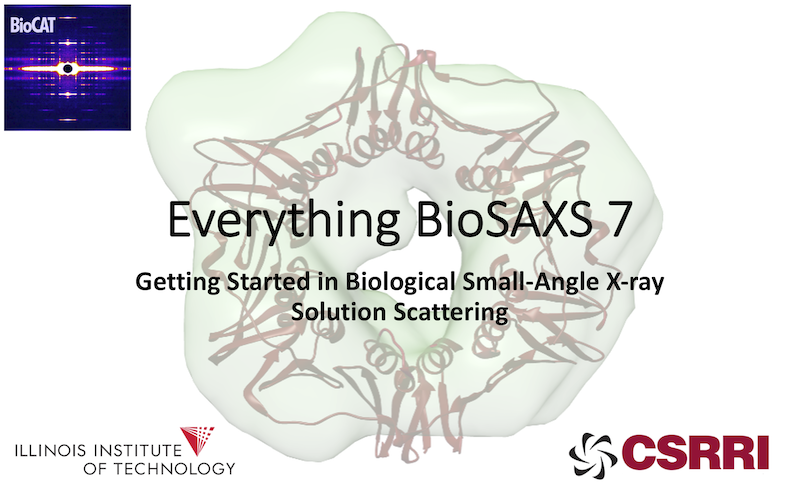 BioCAT
Everything BioSAXS 7
Getting Started in Biological Small-Angle X-ray
Solution Scattering
ILLINOIS INSTITUTE
OF TECHNOLOGY
CSRRI